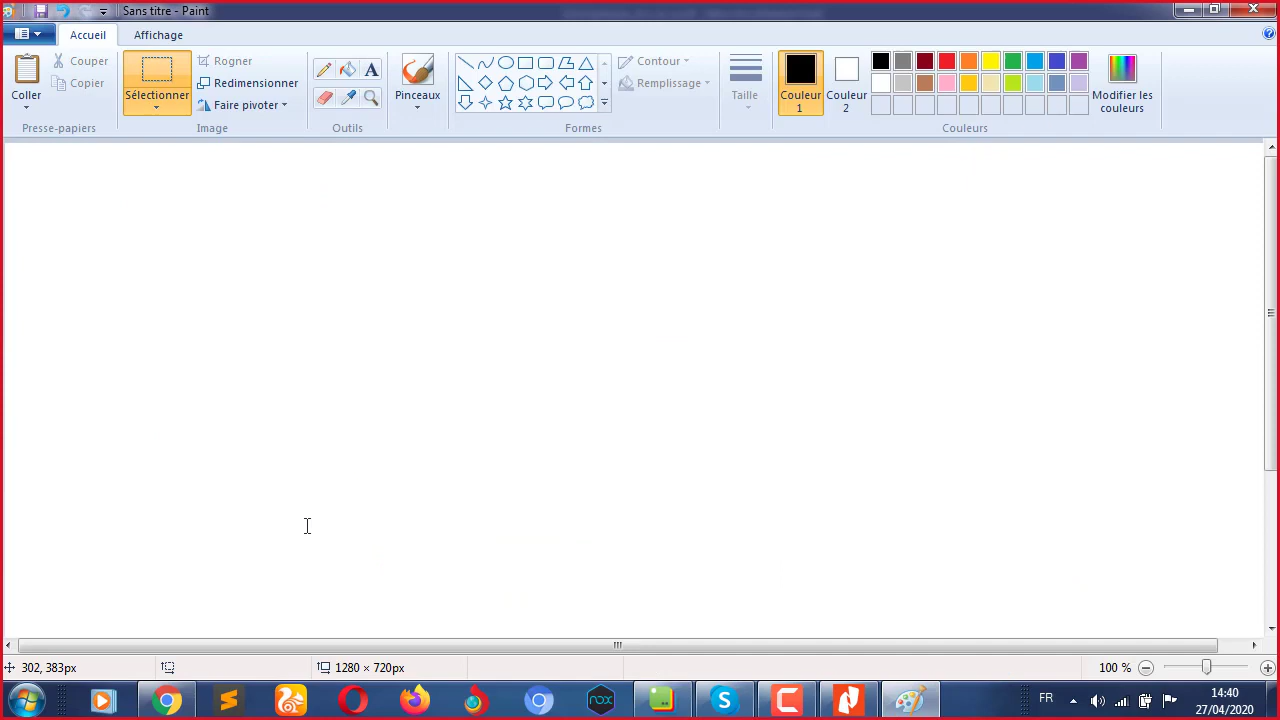 Sans titre - Paint
Accueil
Affichage
Coller
Couper
Copier
Presse-papiers
Sélectionner
Rogner
Redimensionner
Faire pivoter
Image
A
Outils
Pinceaux
Contour
Remplissage
Formes
Taille
Couleur
1
Couleur
2
Modifier les
couleurs
Couleurs
302, 383px
1280 × 720px
100 %
nox
FR
14:40
27/04/2020